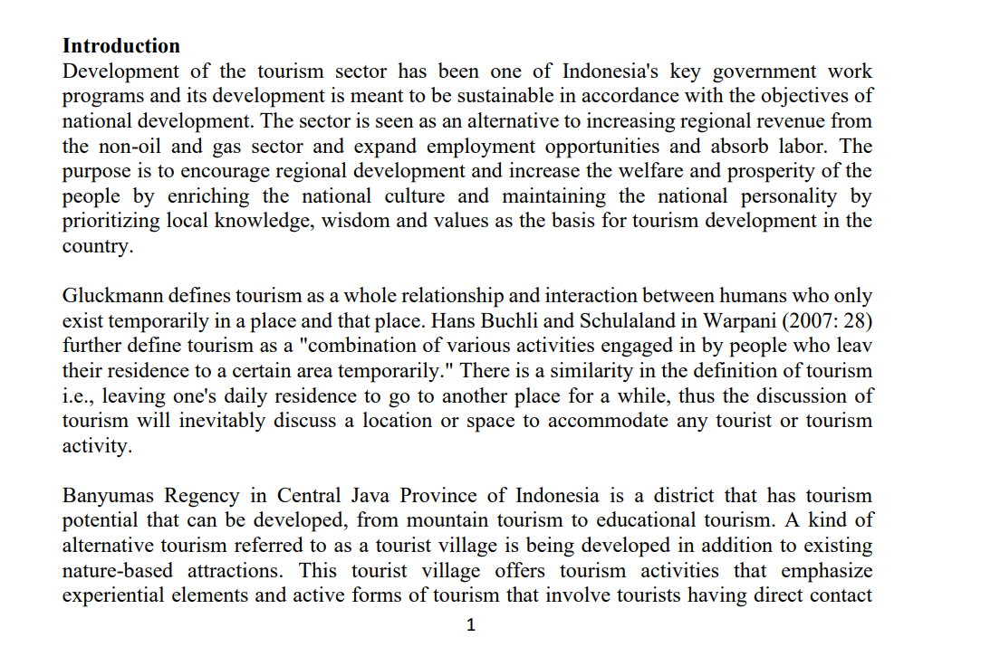 Introduction
Development of the tourism sector has been one of Indonesia's key government work
programs and its development is meant to be sustainable in accordance with the objectives of
national development. The sector is seen as an alternative to increasing regional revenue from
the non-oil and gas sector and expand employment opportunities and absorb labor. The
purpose is to encourage regional development and increase the welfare and prosperity of the
people by enriching the national culture and maintaining the national personality by
prioritizing local knowledge, wisdom and values as the basis for tourism development in the
country.
Gluckmann defines tourism as a whole relationship and interaction between humans who only
exist temporarily in a place and that place. Hans Buchli and Schulaland in Warpani (2007: 28)
further define tourism as a "combination of various activities engaged in by people who leav
their residence to a certain area temporarily." There is a similarity in the definition of tourism
i.e., leaving one's daily residence to go to another place for a while, thus the discussion of
tourism will inevitably discuss a location or space to accommodate any tourist or tourism
activity.
Banyumas Regency in Central Java Province of Indonesia is a district that has tourism
potential that can be developed, from mountain tourism to educational tourism. A kind of
alternative tourism referred to as a tourist village is being developed in addition to existing
nature-based attractions. This tourist village offers tourism activities that emphasize
experiential elements and active forms of tourism that involve tourists having direct contact
1